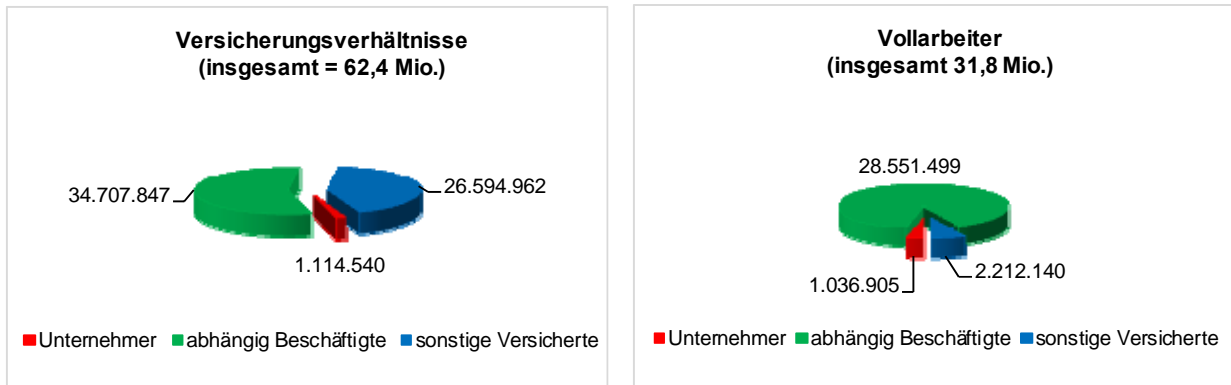 Versicherungsverhältnisse
(insgesamt = 62,4 Mio.)
34.707.847
26.594.962
1.114.540
Unternehmer abhängig Beschäftigte sonstige Versicherte
Vollarbeiter
(insgesamt 31,8 Mio.)
28.551.499
1.036.905
2.212.140
Unternehmer abhängig Beschäftigte sonstige Versicherte